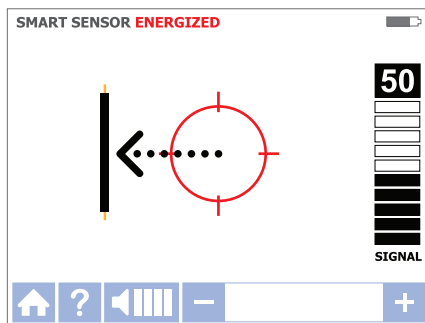 SMART SENSOR ENERGIZED
50
SIGNAL
?
- +